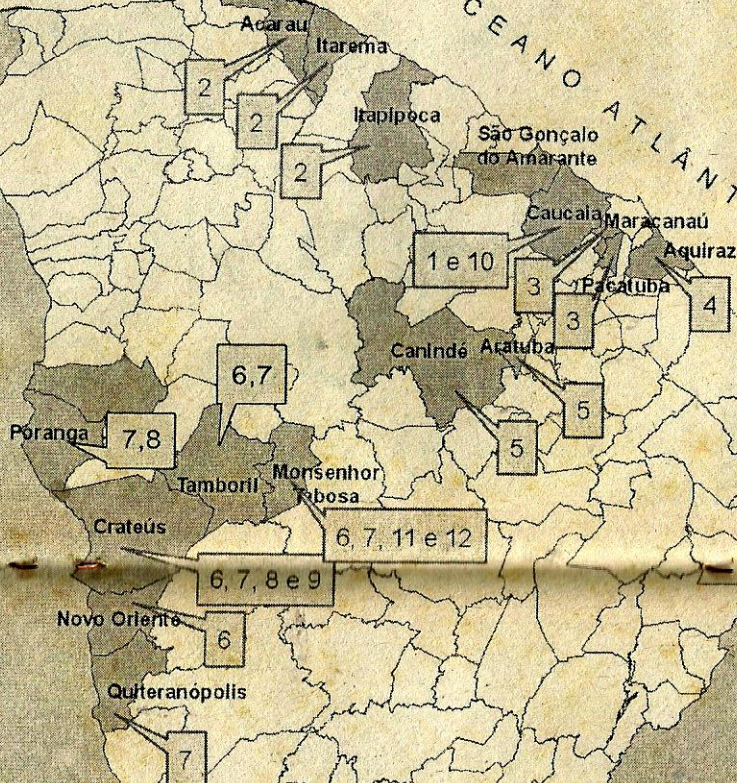 OCEANO ATLÂNT
Acaraú
Itarema
2
2
Itapipoca
2
São Gonçalo
do Amarante
Caucaia
Maracanaú
Aquiraz
1 e 10
3
Pacatuba
3
4
Canindé
Aratuba
6,7
5
5
Poranga
7,8
Tamboril
Monsenhor
Tabosa
Crateús
6, 7, 11 e 12
6, 7, 8 e 9
Novo Oriente
6
Quiteranópolis
7